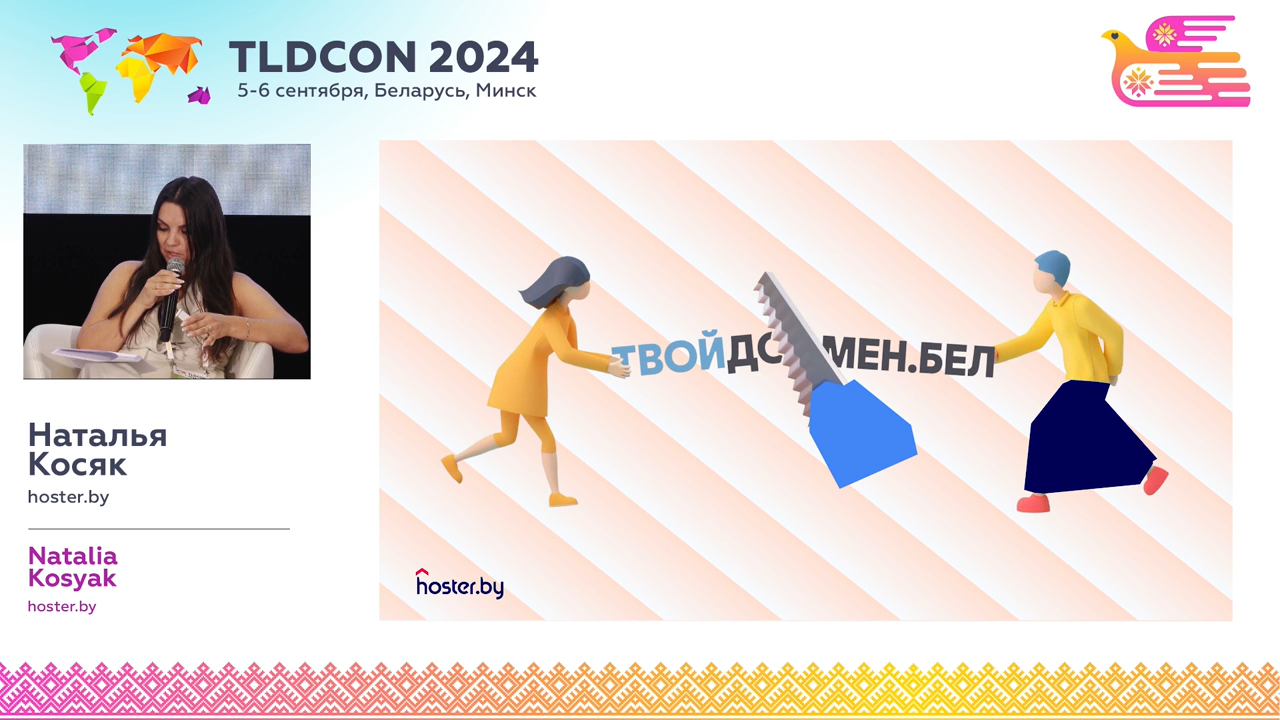 TLDCON 2024
5-6 сентября, Беларусь, Минск
Наталья
Косяк
hoster.by
Natalia
Kosyak
hoster.by
ТВОЙДО МЕН.БЕЛ
hoster.by